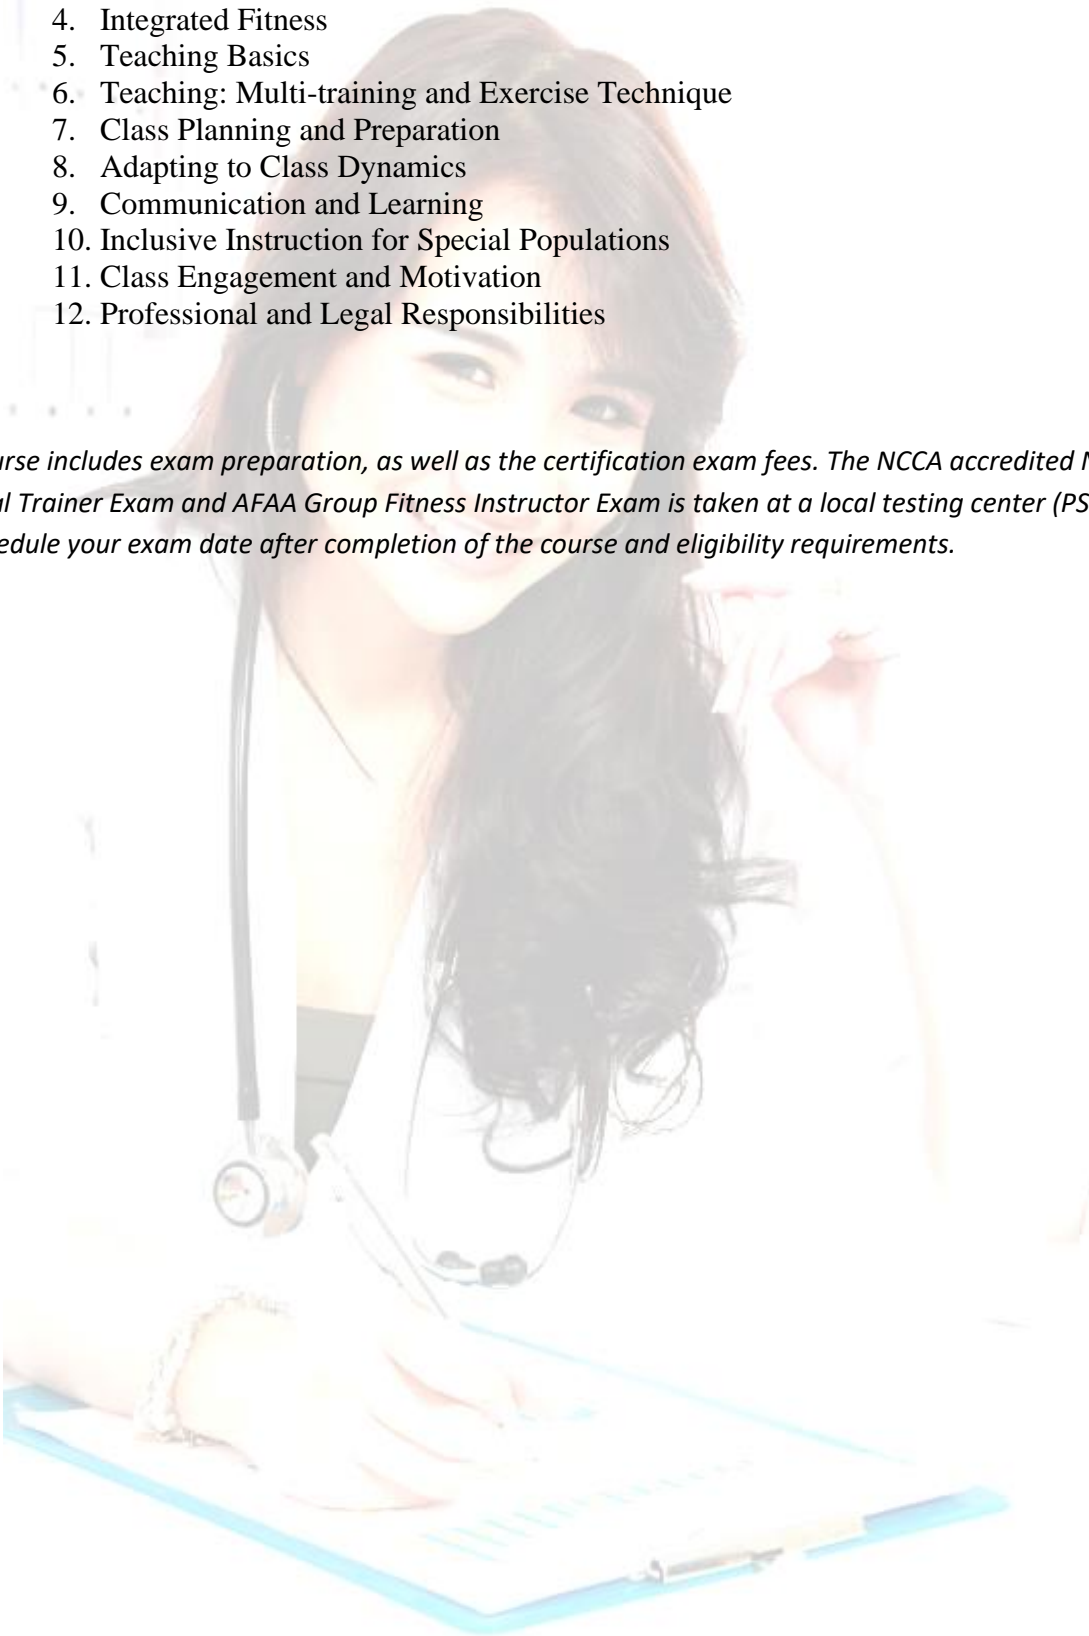 4. Integrated Fitness
5. Teaching Basics
6. Teaching: Multi-training and Exercise Technique
7. Class Planning and Preparation
8. Adapting to Class Dynamics
9. Communication and Learning
10. Inclusive Instruction for Special Populations
11. Class Engagement and Motivation
12. Professional and Legal Responsibilities
includes exam preparation, as well as the certification exam fees. The NCCA accredited
Trainer Exam and AFAA Group Fitness Instructor Exam is taken at a local testing center (PS
your exam date after completion of the course and eligibility requirements.